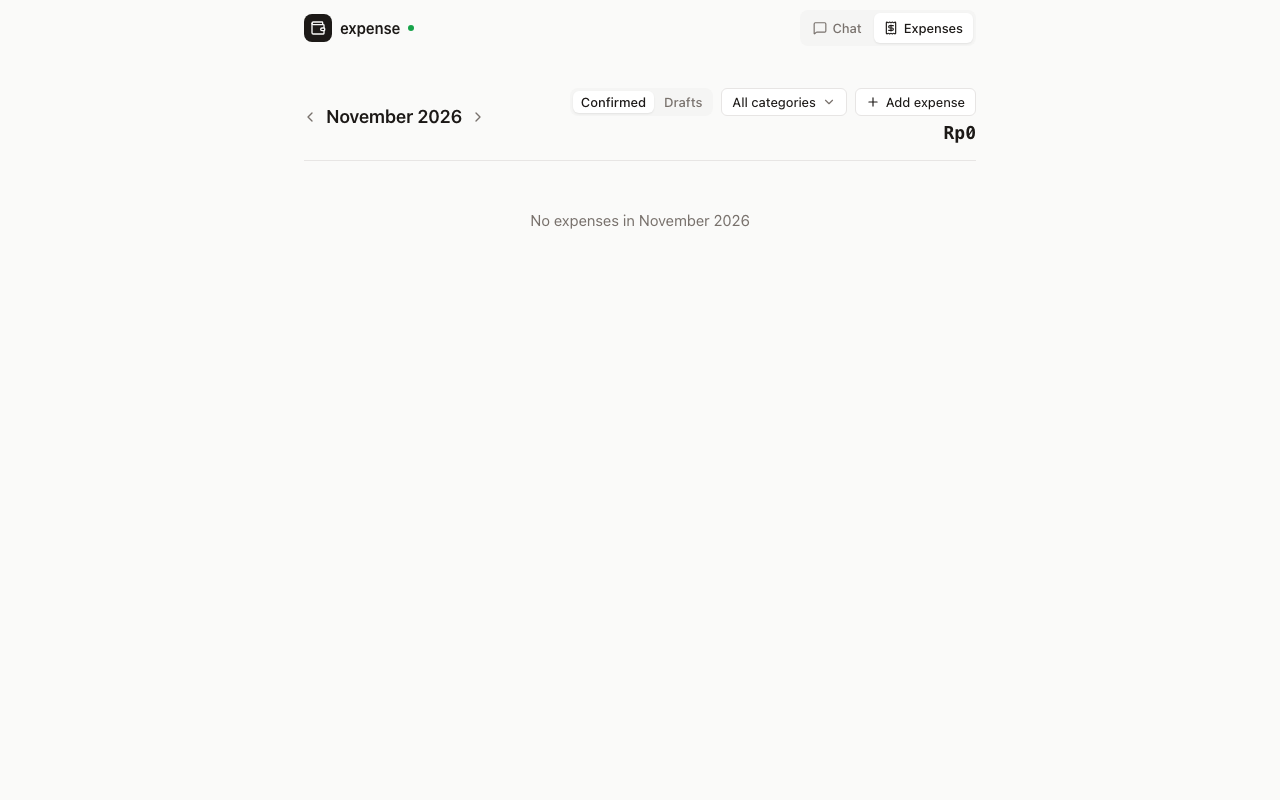 expense
Chat
Expenses
November 2026
Confirmed
Drafts
All categories
Add expense
Rp0
No expenses in November 2026